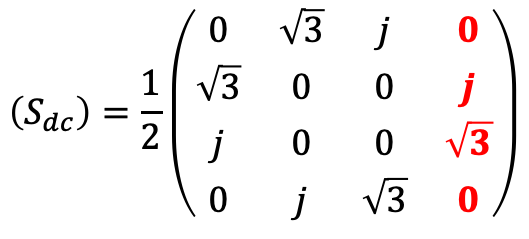 0 √3 j 0
√3 0 0 j
(S_dc) = 1/2
j 0 0 √3
0 j √3 0